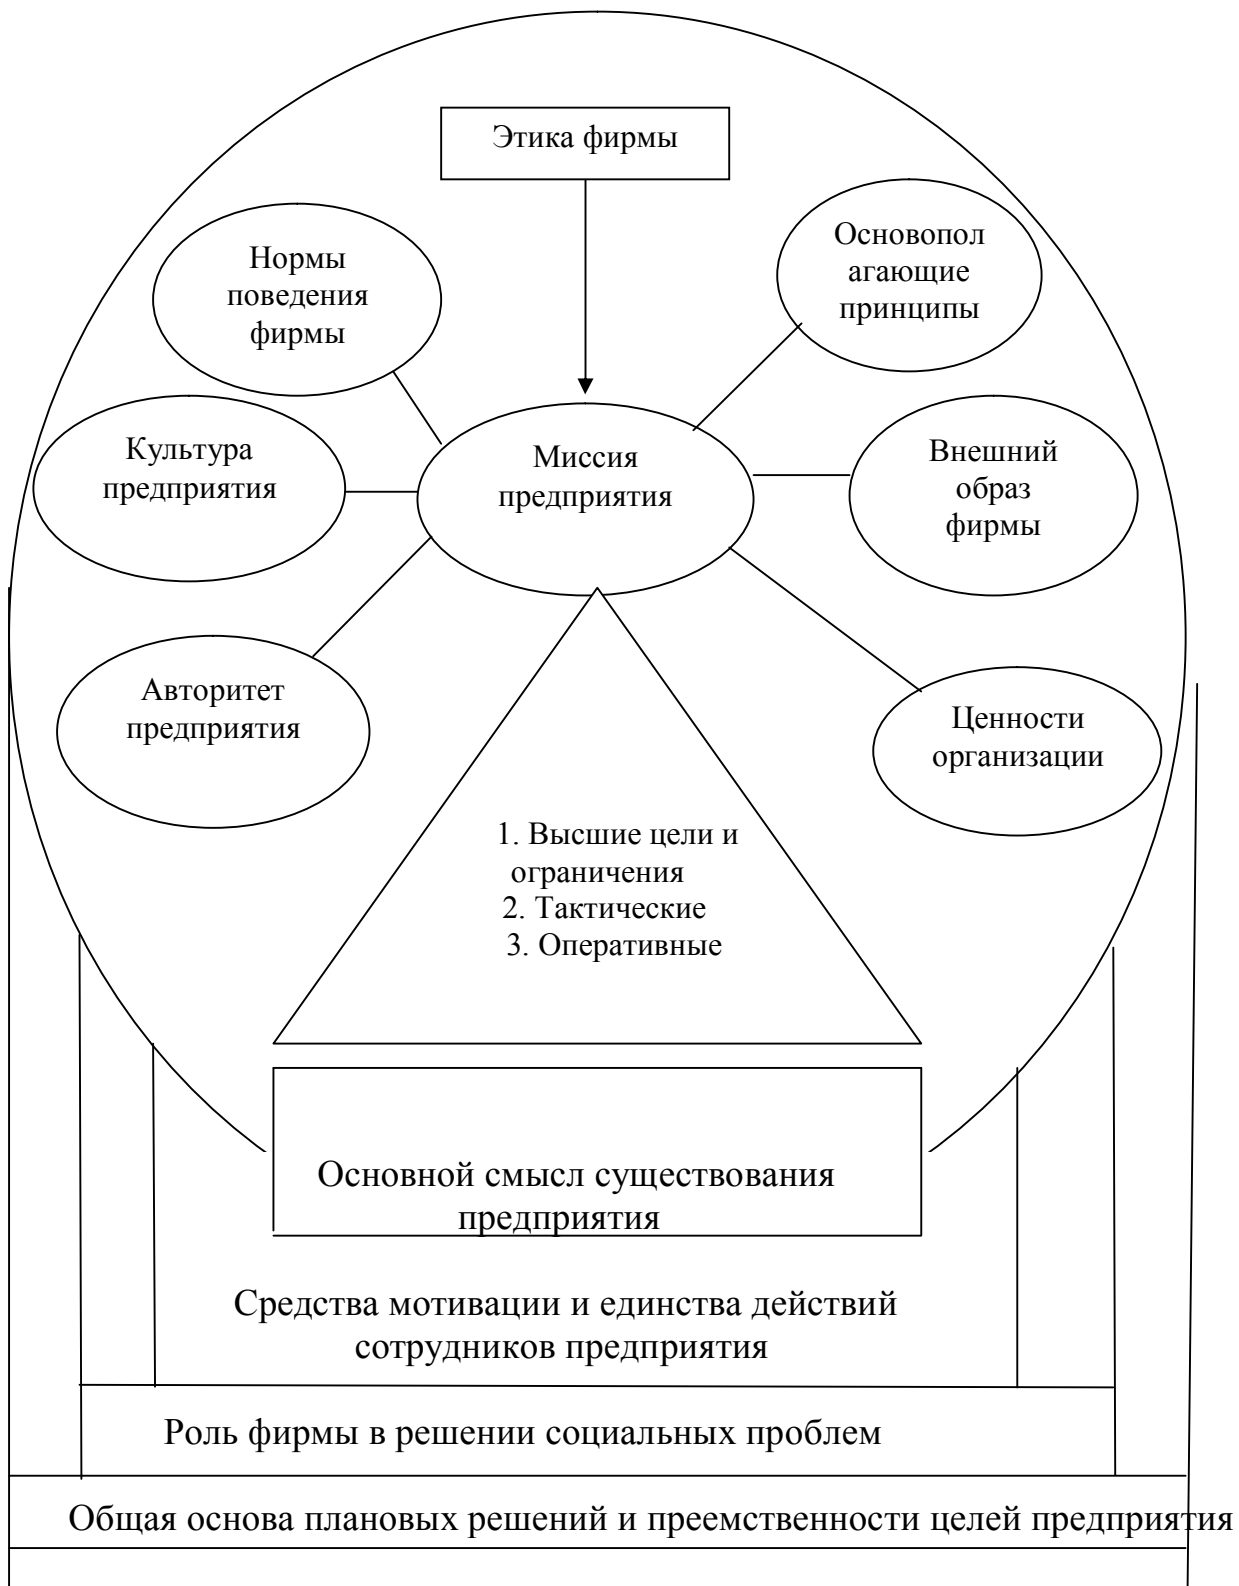 Этика фирмы
Нормы
поведения
фирмы
Основопол
агающие
принципы
Культура
предприятия
Миссия
предприятия
Внешний
образ
фирмы
Авторитет
предприятия
Ценности
организации
1. Высшие цели и
ограничения
2. Тактические
3. Оперативные
Основной смысл существования
предприятия
Средства мотивации и единства действий
сотрудников предприятия
Роль фирмы в решении социальных проблем
Общая основа плановых решений и преемственности целей предприятия